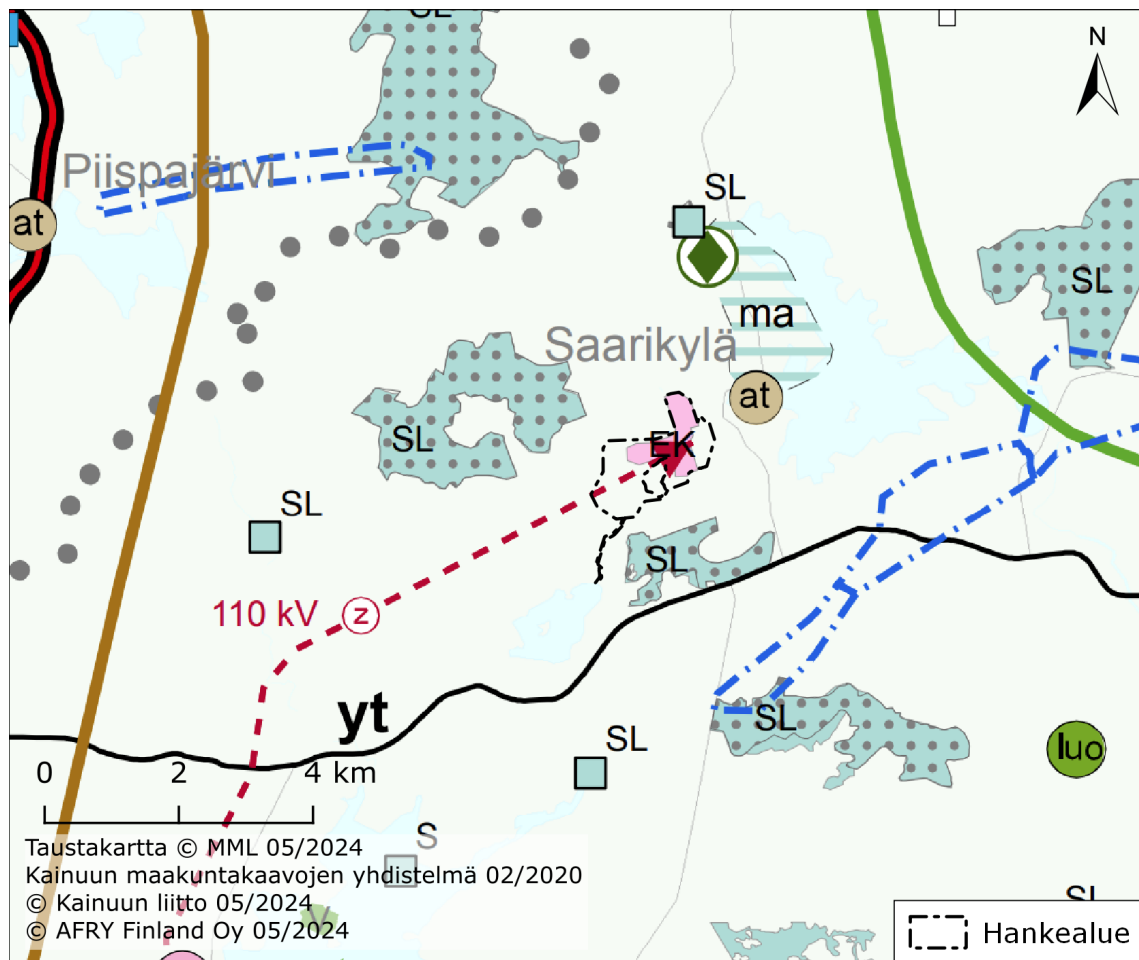 SL
N
Piispajärvi
SL
at
SL
ma
Saarikylä
at
SL
EK
SL
SL
110 kV
z
yt
SL
SL
luo
0 2 4 km
S
Taustakartta © MML 05/2024
Kainuun maakuntakaavojen yhdistelmä 02/2020
© Kainuun liitto 05/2024
V
© AFRY Finland Oy 05/2024
SL
Hankealue